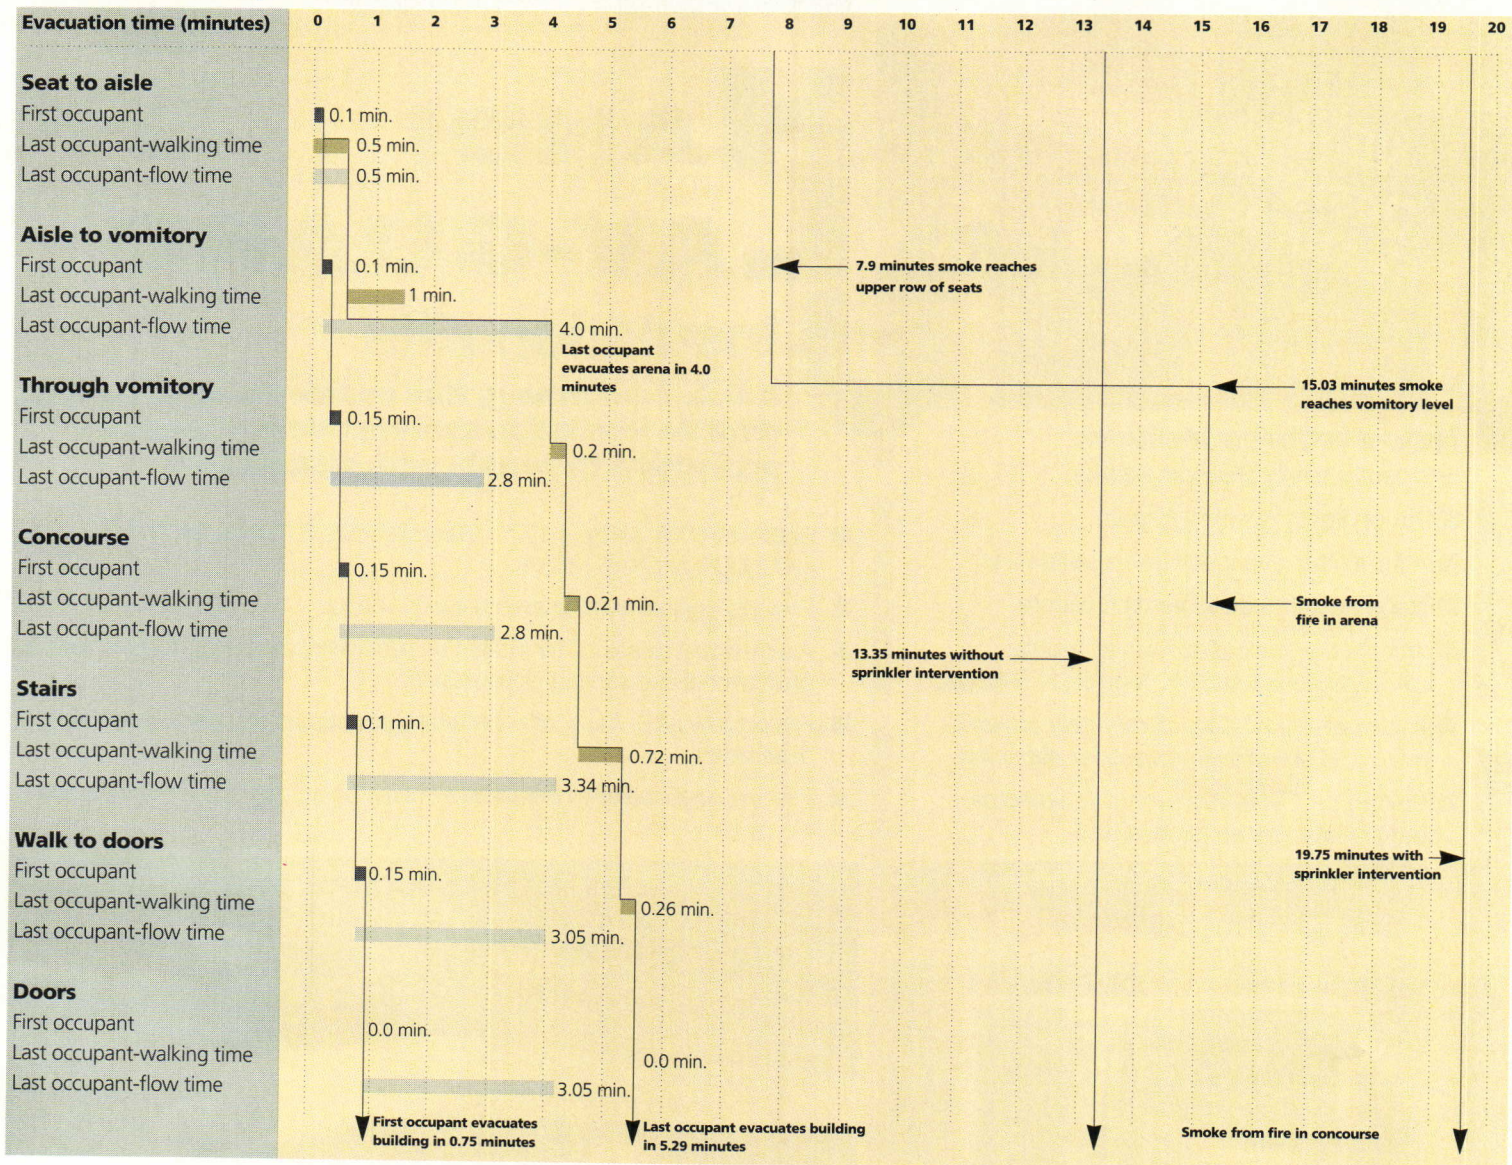 Evacuation time (minutes) 0 1 2 3 4 5 6 7 8 9 10 11 12 13 14 15 16 17 18 19 20
Seat to aisle
First occupant 0.1 min.
Last occupant-walking time 0.5 min.
Last occupant-flow time 0.5 min.
Aisle to vomitory
First occupant 0.1 min.
7.9 minutes smoke reaches
upper row of seats
Last occupant-walking time 1 min.
Last occupant-flow time 4.0 min.
Last occupant
evacuates arena in 4.0
minutes
Through vomitory
15.03 minutes smoke
reaches vomitory level
First occupant 0.15 min.
Last occupant-walking time 0.2 min.
Last occupant-flow time 2.8 min.
Concourse
First occupant 0.15 min.
Last occupant-walking time 0.21 min.
Smoke from
fire in arena
Last occupant-flow time 2.8 min.
13.35 minutes without
sprinkler intervention
Stairs
First occupant 0.1 min.
Last occupant-walking time 0.72 min.
Last occupant-flow time 3.34 min.
Walk to doors
19.75 minutes with
sprinkler intervention
First occupant 0.15 min.
Last occupant-walking time 0.26 min.
Last occupant-flow time 3.05 min.
Doors
First occupant 0.0 min.
Last occupant-walking time 0.0 min.
Last occupant-flow time 3.05 min.
First occupant evacuates
building in 0.75 minutes
Last occupant evacuates building
in 5.29 minutes
Smoke from fire in concourse